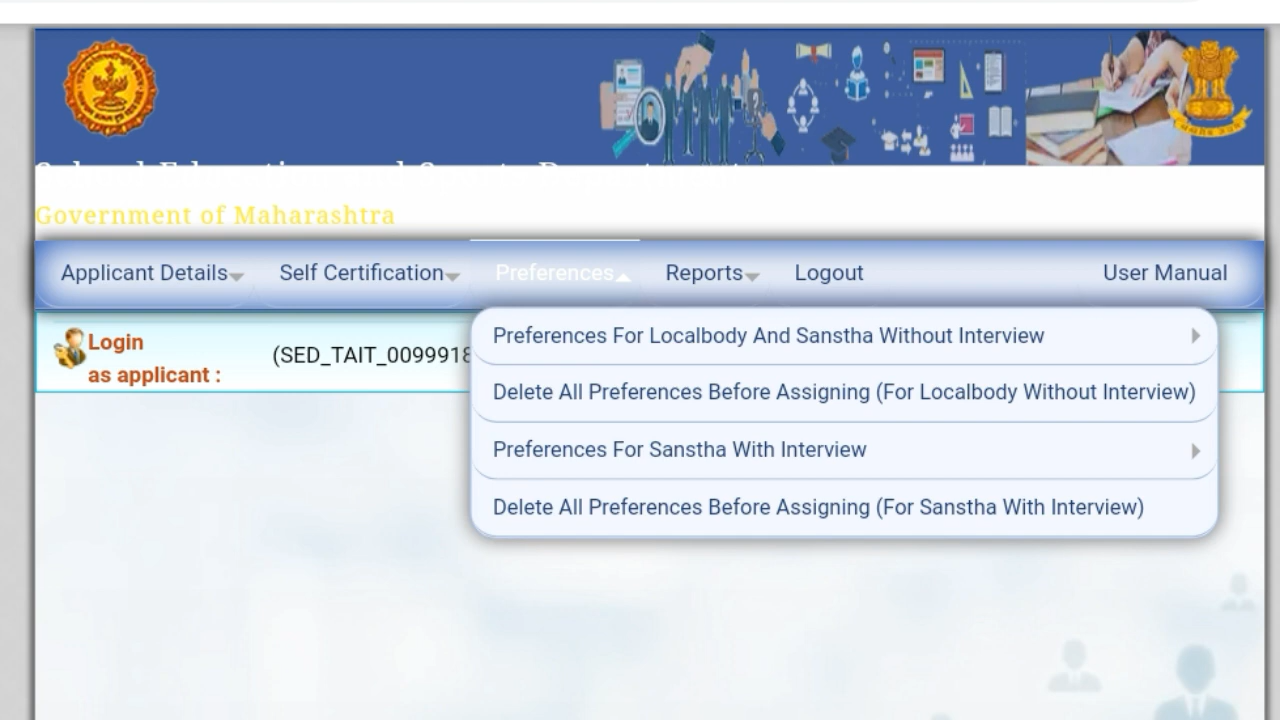 Government of Maharashtra
Applicant Details Self Certification Preferences Reports Logout User Manual
Login
as applicant :
(SED_TAIT_0099918
Preferences For Localbody And Sanstha Without Interview
Delete All Preferences Before Assigning (For Localbody Without Interview)
Preferences For Sanstha With Interview
Delete All Preferences Before Assigning (For Sanstha With Interview)